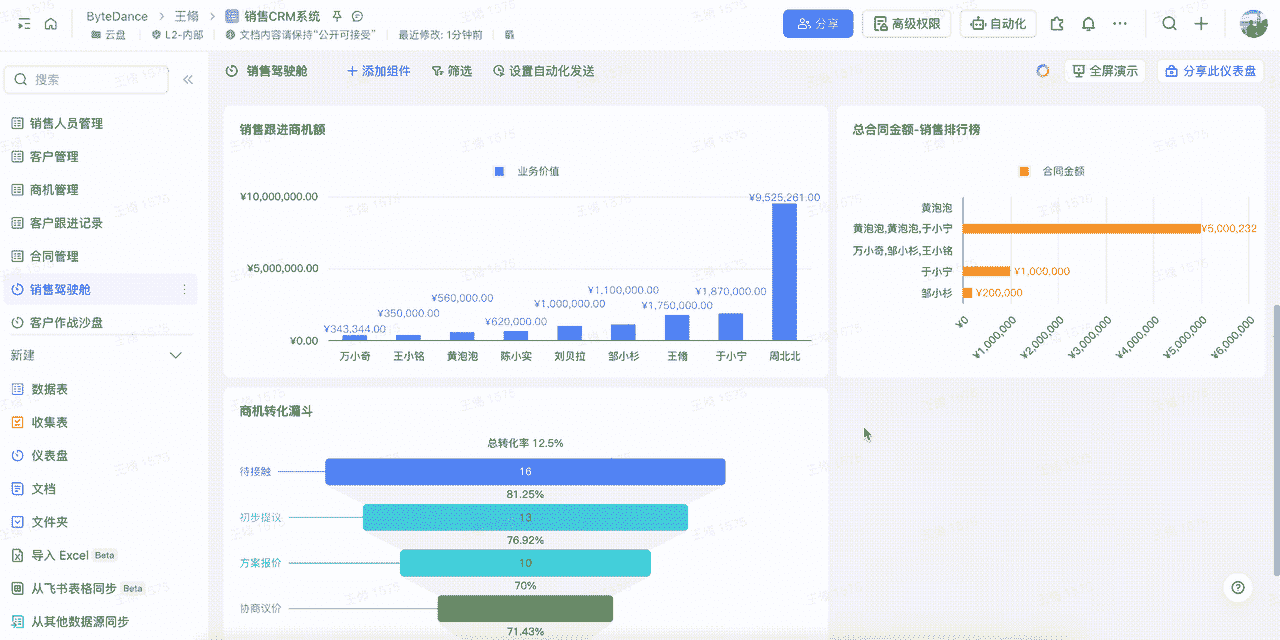 ByteDance
王翛
销售CRM系统
云盘
L2-内部
文档内容请保持"公开可接受"
最近修改: 1分钟前
分享
高级权限
自动化
搜索
销售人员管理
客户管理
商机管理
客户跟进记录
合同管理
销售驾驶舱
客户作战沙盘
新建
数据表
收集表
仪表盘
文档
文件夹
导入 Excel Beta
从飞书表格同步 Beta
从其他数据源同步
销售驾驶舱
添加组件
筛选
设置自动化发送
全屏演示
分享此仪表盘
销售跟进商机额
业务价值
¥10,000,000.00
¥5,000,000.00
¥0.00
¥343,344.00
¥350,000.00
¥560,000.00
¥620,000.00
¥1,000,000.00
¥1,100,000.00
¥1,750,000.00
¥1,870,000.00
¥9,525,261.00
万小奇
王小铭
黄泡泡
陈小实
刘贝拉
邹小杉
王翛
于小宁
周北北
总合同金额-销售排行榜
合同金额
黄泡泡
黄泡泡,黄泡泡,于小宁
¥5,000,232
万小奇,邹小杉,王小铭
于小宁
¥1,000,000
邹小杉
¥200,000
¥0
¥1,000,000
¥2,000,000
¥3,000,000
¥4,000,000
¥5,000,000
¥6,000,000
商机转化漏斗
总转化率 12.5%
待接触
16
81.25%
初步提议
13
76.92%
方案报价
10
70%
协商议价
71.43%
王翛 1575